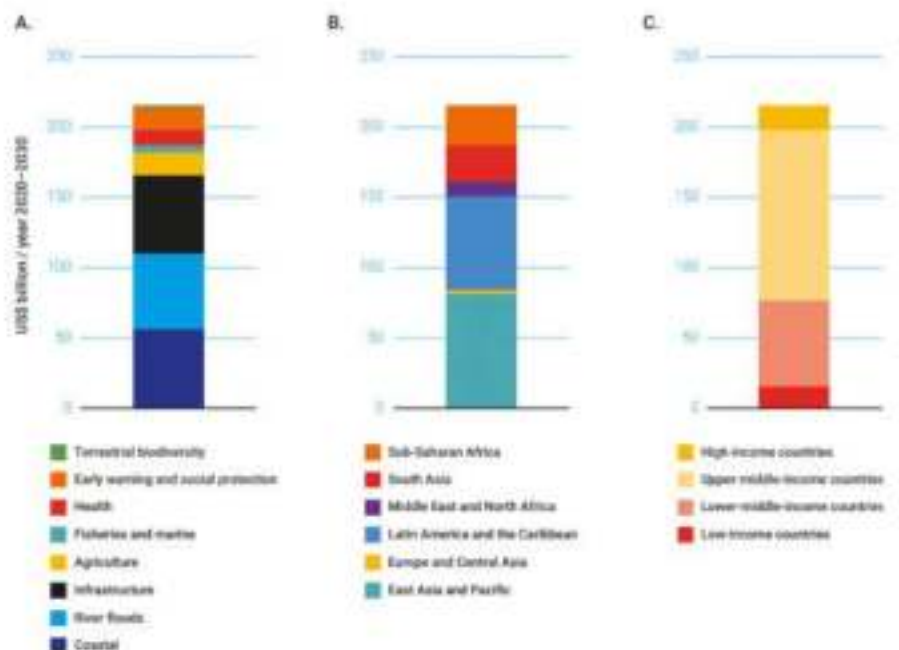 A.
B.
C.
US$ billion / year 2020–2030
250
200
150
100
50
0
250
200
150
100
50
0
250
200
150
100
50
0
Terrestrial biodiversity
Early warning and social protection
Health
Fisheries and marine
Agriculture
Infrastructure
River floods
Coastal
Sub-Saharan Africa
South Asia
Middle East and North Africa
Latin America and the Caribbean
Europe and Central Asia
East Asia and Pacific
High-income countries
Upper-middle-income countries
Lower-middle-income countries
Low-income countries